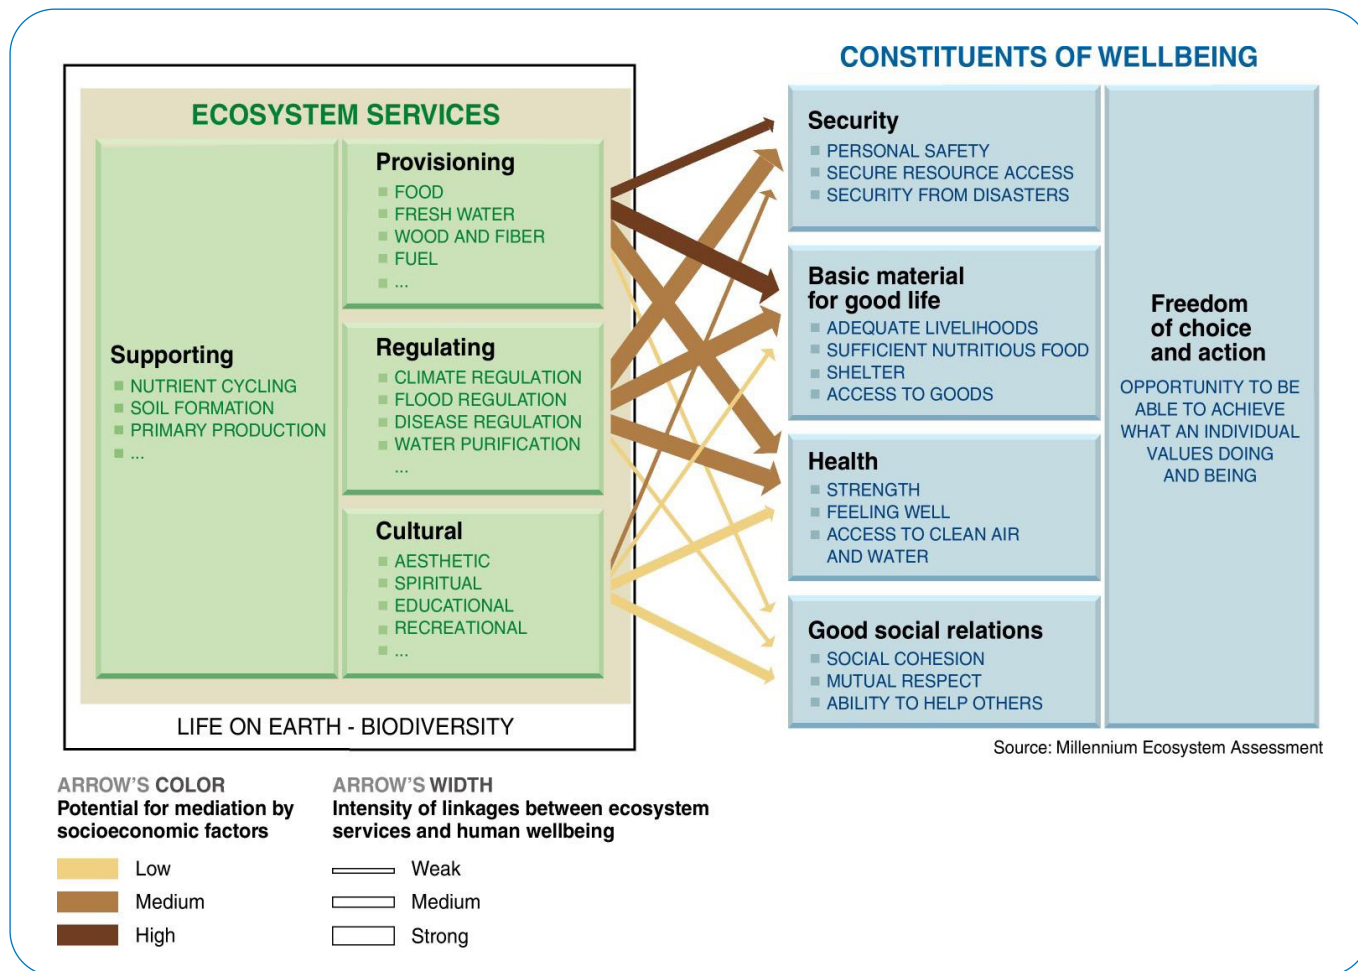 ECOSYSTEM SERVICES
Supporting
NUTRIENT CYCLING
SOIL FORMATION
PRIMARY PRODUCTION
...
Provisioning
FOOD
FRESH WATER
WOOD AND FIBER
FUEL
...
Regulating
CLIMATE REGULATION
FLOOD REGULATION
DISEASE REGULATION
WATER PURIFICATION
...
Cultural
AESTHETIC
SPIRITUAL
EDUCATIONAL
RECREATIONAL
...
LIFE ON EARTH - BIODIVERSITY
CONSTITUENTS OF WELLBEING
Security
PERSONAL SAFETY
SECURE RESOURCE ACCESS
SECURITY FROM DISASTERS
Basic material
for good life
ADEQUATE LIVELIHOODS
SUFFICIENT NUTRITIOUS FOOD
SHELTER
ACCESS TO GOODS
Health
STRENGTH
FEELING WELL
ACCESS TO CLEAN AIR
AND WATER
Good social relations
SOCIAL COHESION
MUTUAL RESPECT
ABILITY TO HELP OTHERS
Freedom
of choice
and action
OPPORTUNITY TO BE
ABLE TO ACHIEVE
WHAT AN INDIVIDUAL
VALUES DOING
AND BEING
Source: Millennium Ecosystem Assessment
ARROW'S COLOR
Potential for mediation by
socioeconomic factors
Low
Medium
High
ARROW'S WIDTH
Intensity of linkages between ecosystem
services and human wellbeing
Weak
Medium
Strong